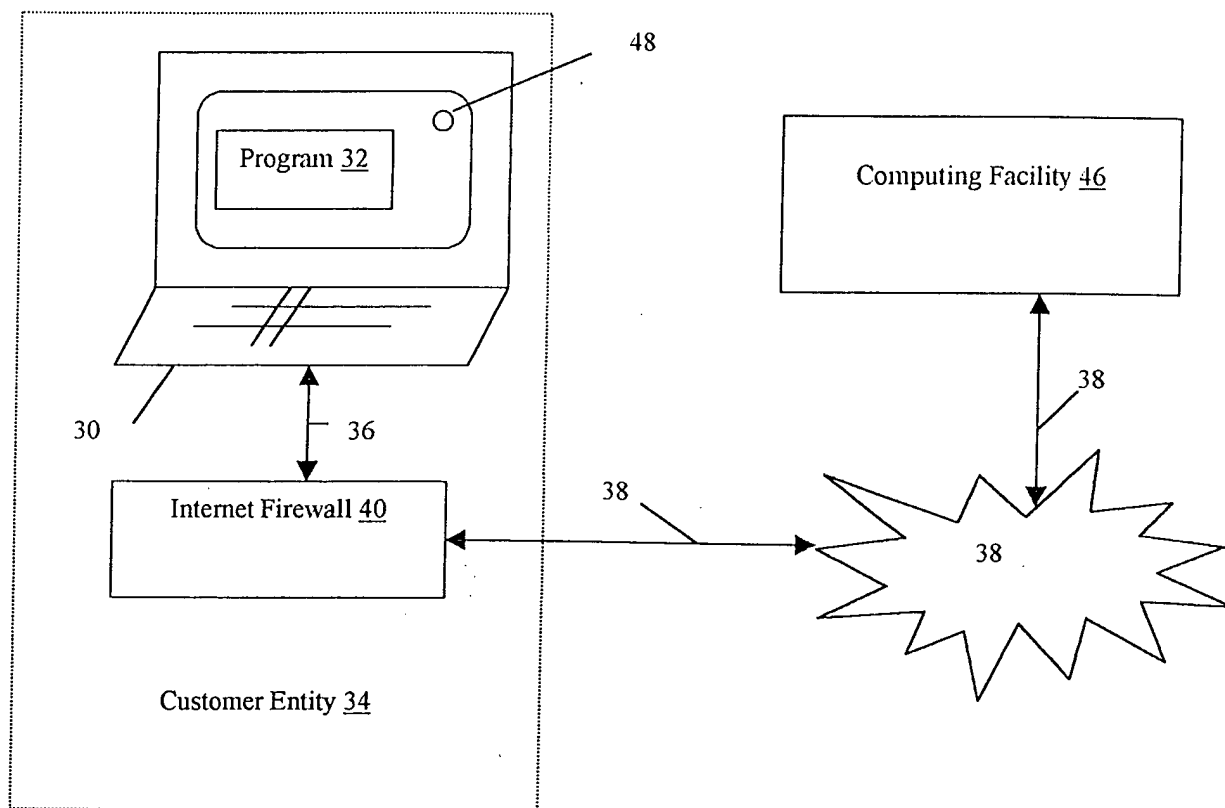 48
Program 32
Computing Facility 46
38
30
36
Internet Firewall 40
38
38
Customer Entity 34